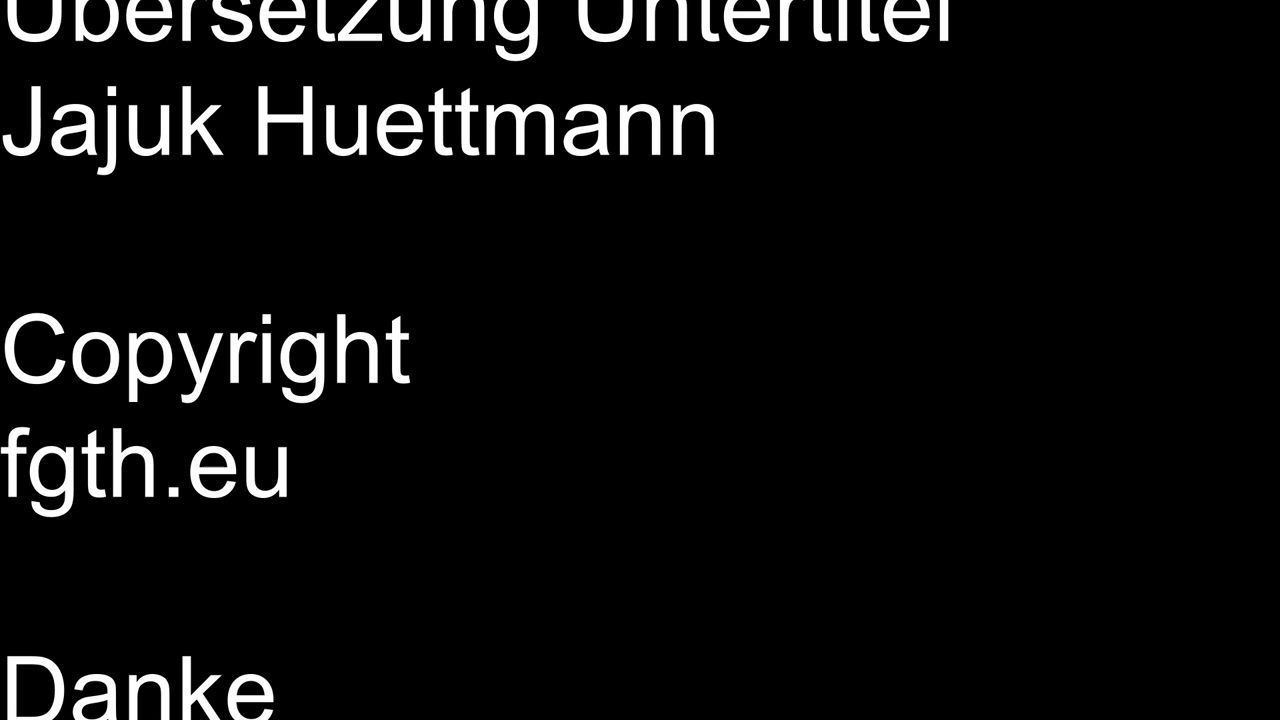 Übersetzung Untertitel
Jajuk Huettmann
Copyright
fgth.eu
Danke